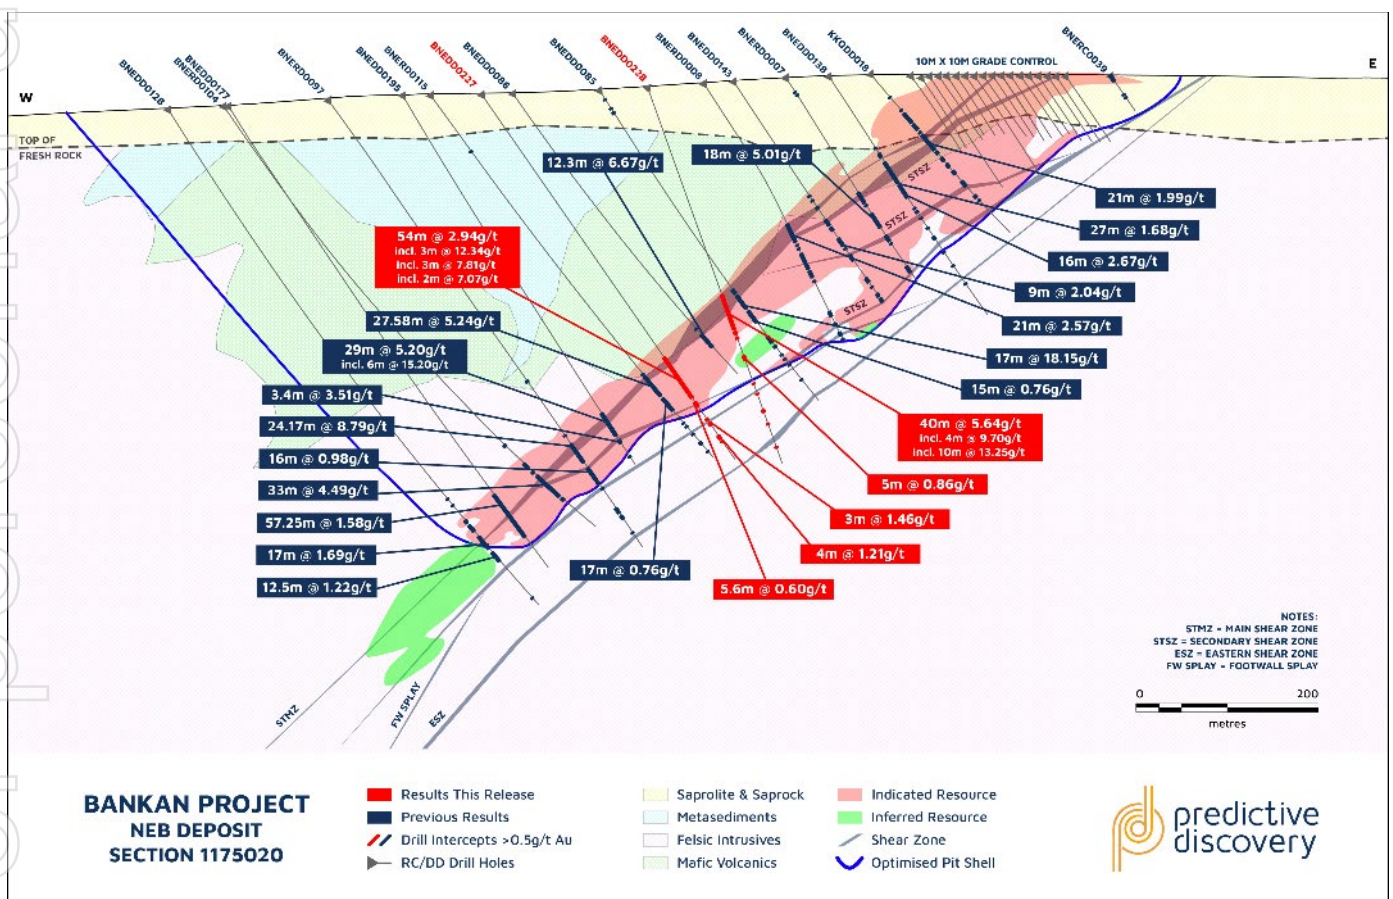 BNEDD0128
BNERD0104
BNEDD0177
BNERD0097
BNEDD0195
BNERD0115
BNEDD0227
BNEDD0086
BNEDD0085
BNEDD0228
BNERD0008
BNEDD0143
BNERD0007
BNEDD0138
KKODD018
10M X 10M GRADE CONTROL
BNERC0039
W
E
TOP OF
FRESH ROCK
12.3m @ 6.67g/t
18m @ 5.01g/t
STSZ
STSZ
STSZ
21m @ 1.99g/t
27m @ 1.68g/t
16m @ 2.67g/t
9m @ 2.04g/t
21m @ 2.57g/t
17m @ 18.15g/t
15m @ 0.76g/t
54m @ 2.94g/t
incl. 3m @ 12.34g/t
incl. 3m @ 7.81g/t
incl. 2m @ 7.07g/t
27.58m @ 5.24g/t
29m @ 5.20g/t
incl. 6m @ 15.20g/t
3.4m @ 3.51g/t
24.17m @ 8.79g/t
16m @ 0.98g/t
33m @ 4.49g/t
57.25m @ 1.58g/t
17m @ 1.69g/t
12.5m @ 1.22g/t
40m @ 5.64g/t
incl. 4m @ 9.70g/t
incl. 10m @ 13.25g/t
5m @ 0.86g/t
3m @ 1.46g/t
4m @ 1.21g/t
5.6m @ 0.60g/t
17m @ 0.76g/t
STMZ
FW SPLAY
ESZ
NOTES:
STMZ - MAIN SHEAR ZONE
STSZ = SECONDARY SHEAR ZONE
ESZ = EASTERN SHEAR ZONE
FW SPLAY - FOOTWALL SPLAY
0 200
metres
BANKAN PROJECT
NEB DEPOSIT
SECTION 1175020
Results This Release
Previous Results
Drill Intercepts >0.5g/t Au
RC/DD Drill Holes
Saprolite & Saprock
Metasediments
Felsic Intrusives
Mafic Volcanics
Indicated Resource
Inferred Resource
Shear Zone
Optimised Pit Shell
predictive
discovery